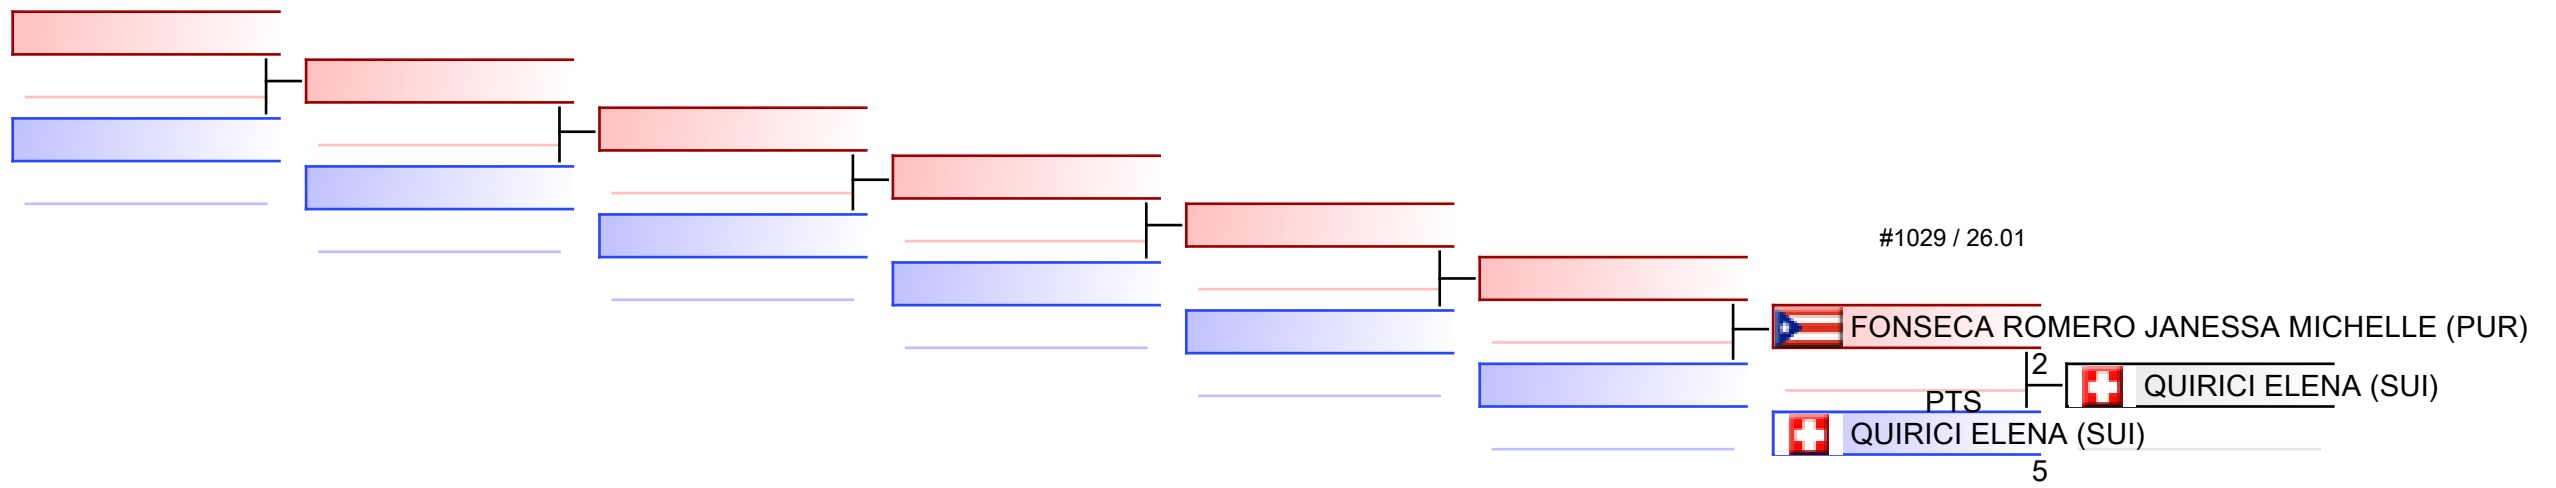 #1029 / 26.01
FONSECA ROMERO JANESSA MICHELLE (PUR)
2
QUIRICI ELENA (SUI)
PTS
QUIRICI ELENA (SUI)
5